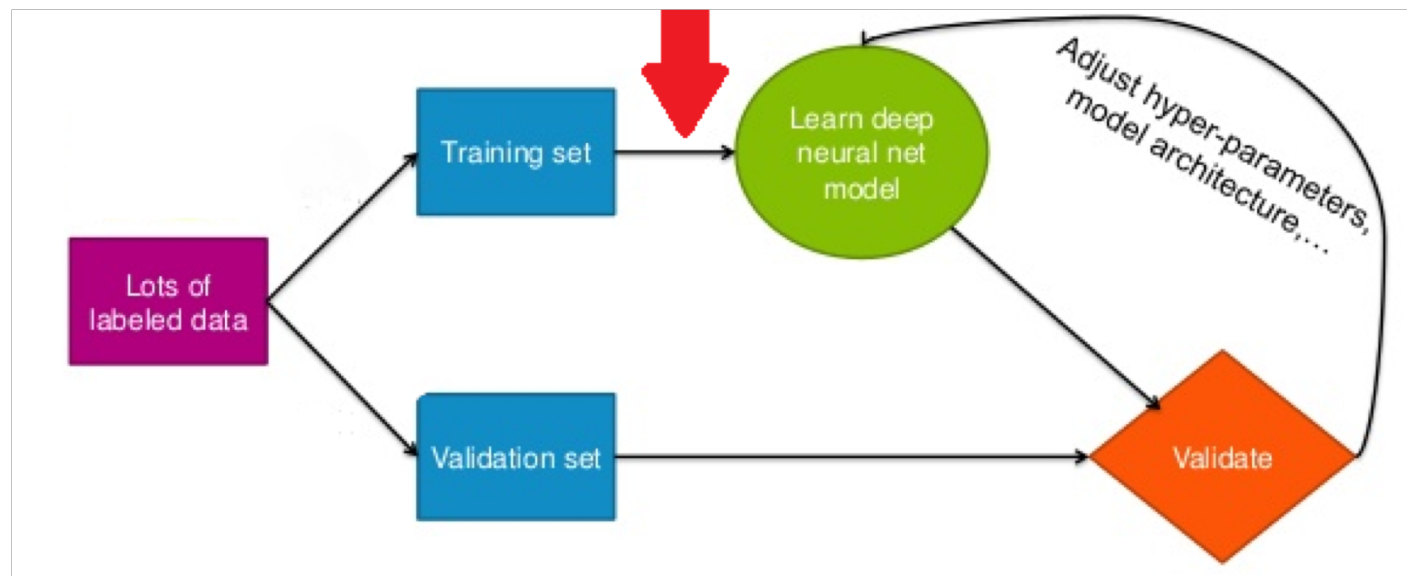 Training set
Learn deep
neural net
model
Adjust hyper-parameters,
model architecture,...
Lots of
labeled data
Validation set
Validate